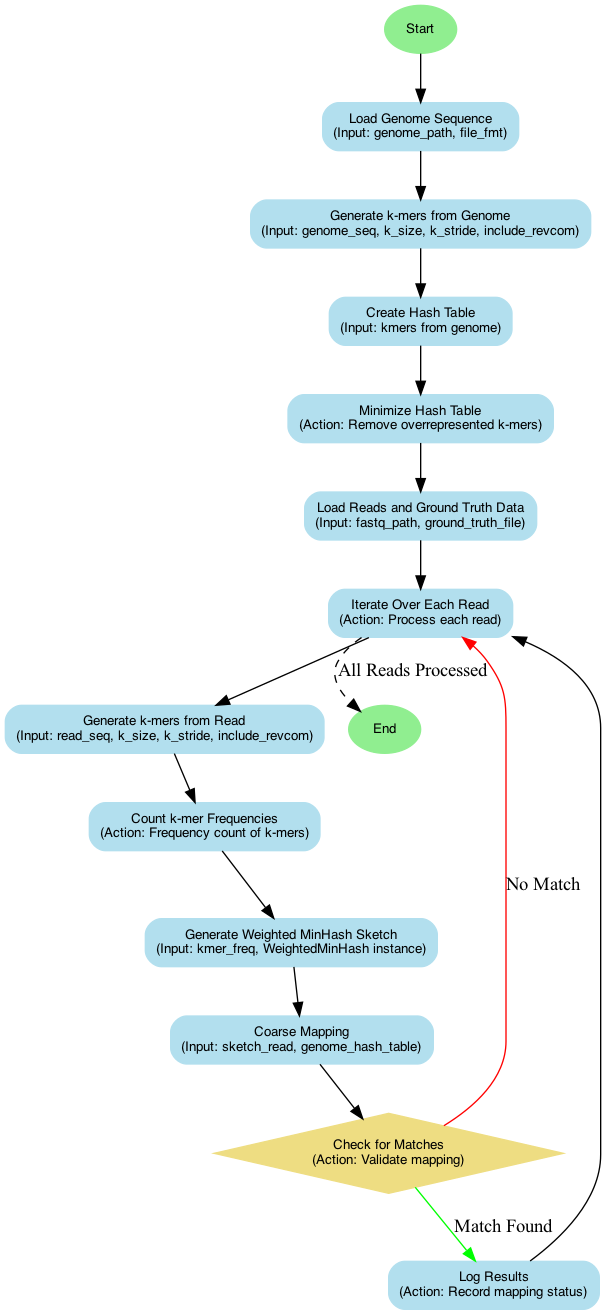 Start
Load Genome Sequence
(Input: genome_path, file_fmt)
Generate k-mers from Genome
(Input: genome_seq, k_size, k_stride, include_revcom)
Create Hash Table
(Input: kmers from genome)
Minimize Hash Table
(Action: Remove overrepresented k-mers)
Load Reads and Ground Truth Data
(Input: fastq_path, ground_truth_file)
Iterate Over Each Read
(Action: Process each read)
All Reads Processed
Generate k-mers from Read
(Input: read_seq, k_size, k_stride, include_revcom)
End
Count k-mer Frequencies
(Action: Frequency count of k-mers)
No Match
Generate Weighted MinHash Sketch
(Input: kmer_freq, WeightedMinHash instance)
Coarse Mapping
(Input: sketch_read, genome_hash_table)
Check for Matches
(Action: Validate mapping)
Match Found
Log Results
(Action: Record mapping status)